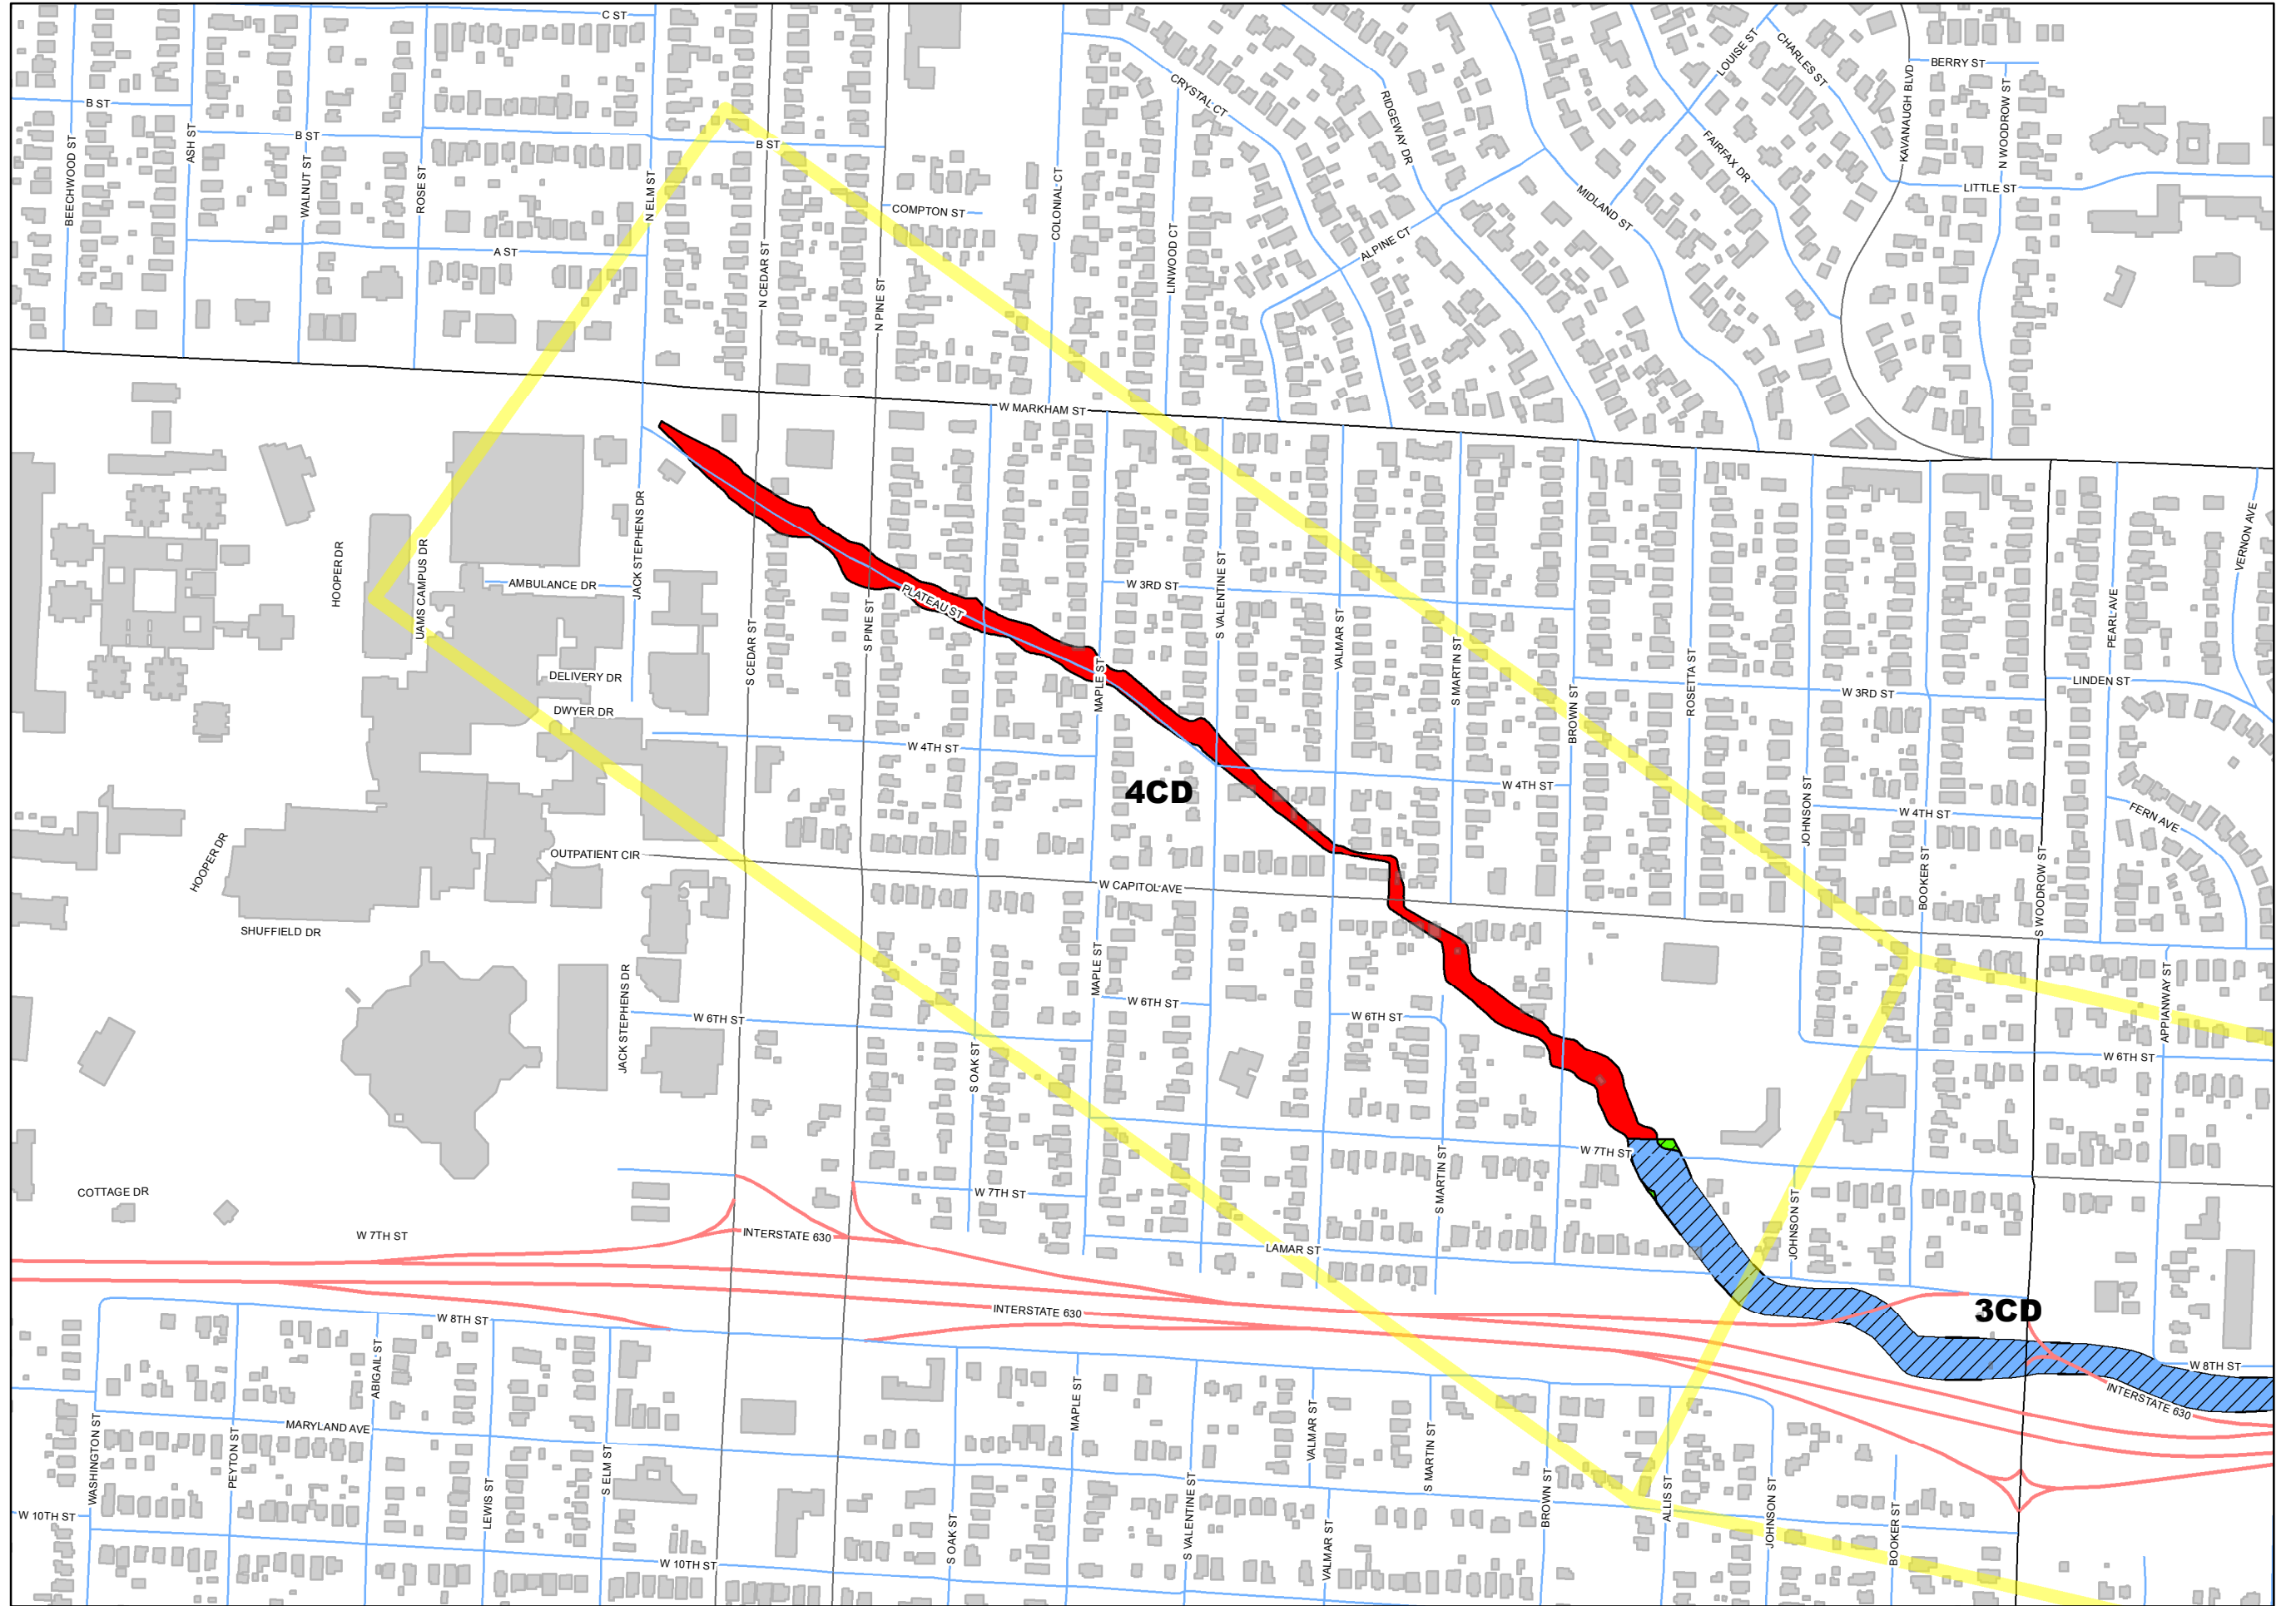 C ST
B ST
B ST
B ST
BERRY ST
LOUISE ST
CHARLES ST
CRYSTAL CT
RIDGEWAY DR
FAIRFAX DR
KAVANAUGH BLVD
N WOODROW ST
BEECHWOOD ST
ASH ST
WALNUT ST
ROSE ST
N ELM ST
LITTLE ST
MIDLAND ST
COMPTON ST
COLONIAL CT
LINWOOD CT
ALPINE CT
A ST
N CEDAR ST
N PINE ST
W MARKHAM ST
VERNON AVE
JACK STEPHENS DR
HOOPER DR
UAMS CAMPUS DR
AMBULANCE DR
PLATEAU ST
W 3RD ST
S VALENTINE ST
VALMAR ST
S MARTIN ST
S PINE ST
S CEDAR ST
PEARL AVE
DELIVERY DR
DWYER DR
MAPLE ST
BROWN ST
ROSETTA ST
W 3RD ST
LINDEN ST
W 4TH ST
4CD
W 4TH ST
JOHNSON ST
W 4TH ST
FERN AVE
HOOPER DR
OUTPATIENT CIR
W CAPITOL AVE
BOOKER ST
S WOODROW ST
SHUFFIELD DR
JACK STEPHENS DR
MAPLE ST
W 6TH ST
W 6TH ST
W 6TH ST
APPIANWAY ST
W 6TH ST
S OAK ST
W 7TH ST
S MARTIN ST
COTTAGE DR
W 7TH ST
JOHNSON ST
W 7TH ST
INTERSTATE 630
LAMAR ST
INTERSTATE 630
3CD
W 8TH ST
W 8TH ST
INTERSTATE 630
ABIGAIL ST
MAPLE ST
VALMAR ST
S MARTIN ST
MARYLAND AVE
WASHINGTON ST
PEYTON ST
LEWIS ST
S ELM ST
S OAK ST
S VALENTINE ST
VALMAR ST
BROWN ST
ALLIS ST
JOHNSON ST
BOOKER ST
W 10TH ST
W 10TH ST